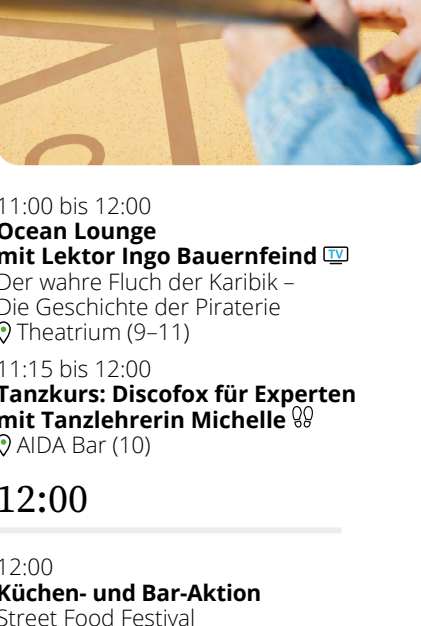 11:00 bis 12:00
Ocean Lounge
mit Lektor Ingo Bauernfeind TV
Der wahre Fluch der Karibik –
Die Geschichte der Piraterie
Theatrium (9–11)
11:15 bis 12:00
Tanzkurs: Discofox für Experten
mit Tanzlehrerin Michelle
AIDA Bar (10)
12:00
12:00
Küchen- und Bar-Aktion
Street Food Festival